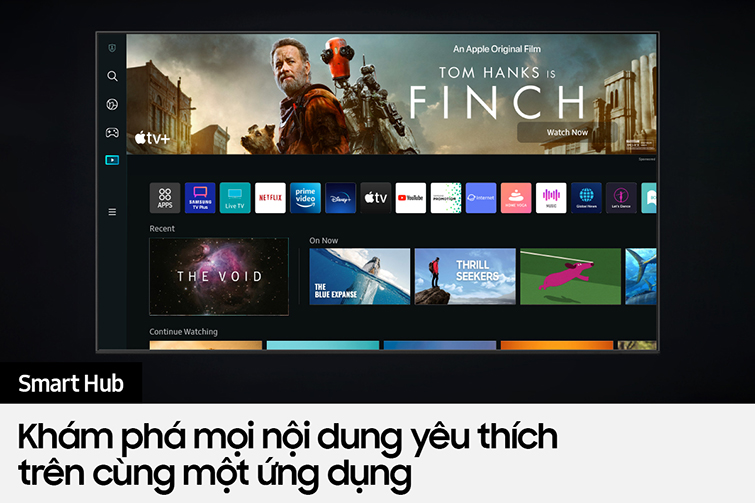 An Apple Original Film
TOM HANKS IS
FINCH
Watch Now
tv+
Sponsored
APPS
SAMSUNG
TV Plus
Live TV
NETFLIX
prime
video
Disney+
tv
YouTube
PROMOTION
Internet
HOME YOGA
MUSIC
Global News
Let's Dance
Recent
On Now
THE VOID
THE
BLUE EXPANSE
THRILL
SEEKERS
Continue Watching
Smart Hub
Khám phá mọi nội dung yêu thích
trên cùng một ứng dụng